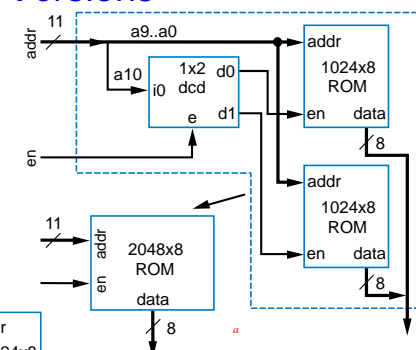 11
a9..a0
addr
addr
a10
1x2
dcd
i0
d0
d1
e
en
1024x8
ROM
en
data
8
addr
1024x8
ROM
en
data
8
11
addr
en
2048x8
ROM
data
8
a